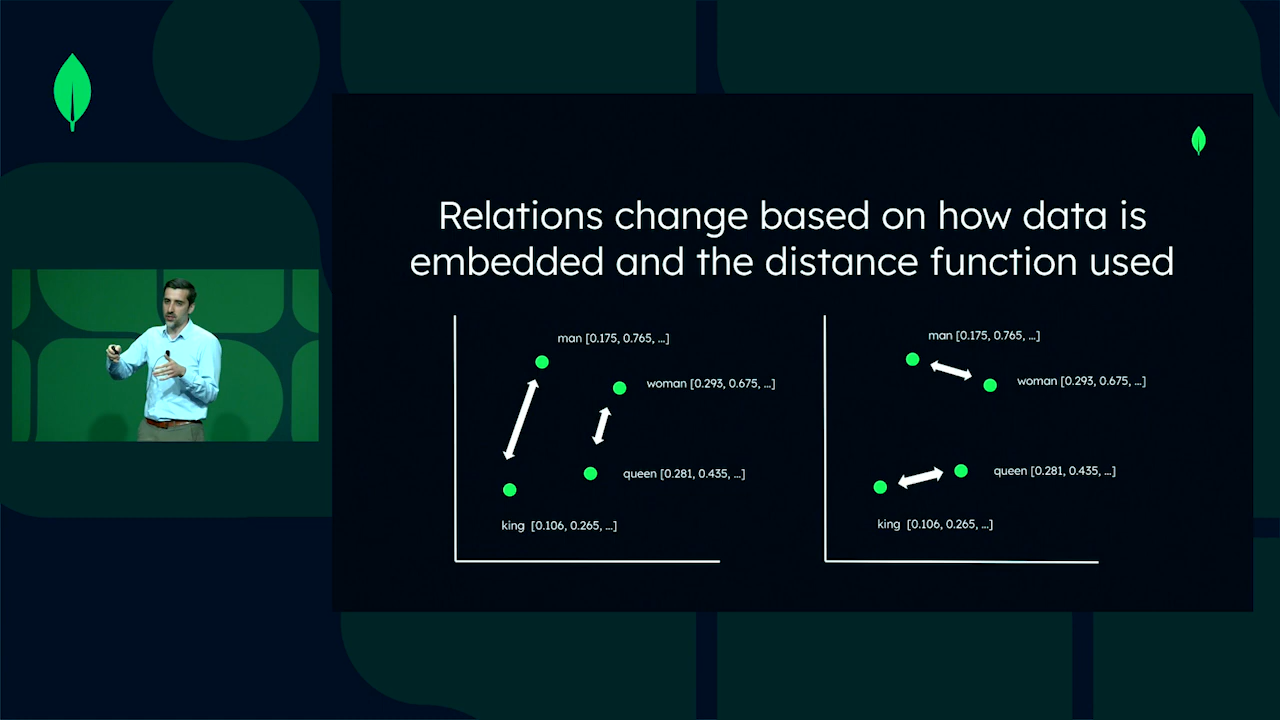 Relations change based on how data is
embedded and the distance function used
man [0.175, 0.765, ...]
woman [0.293, 0.675, ...]
queen [0.281, 0.435, ...]
king [0.106, 0.265, ...]
man [0.175, 0.765, ...]
woman [0.293, 0.675, ...]
queen [0.281, 0.435, ...]
king [0.106, 0.265, ...]